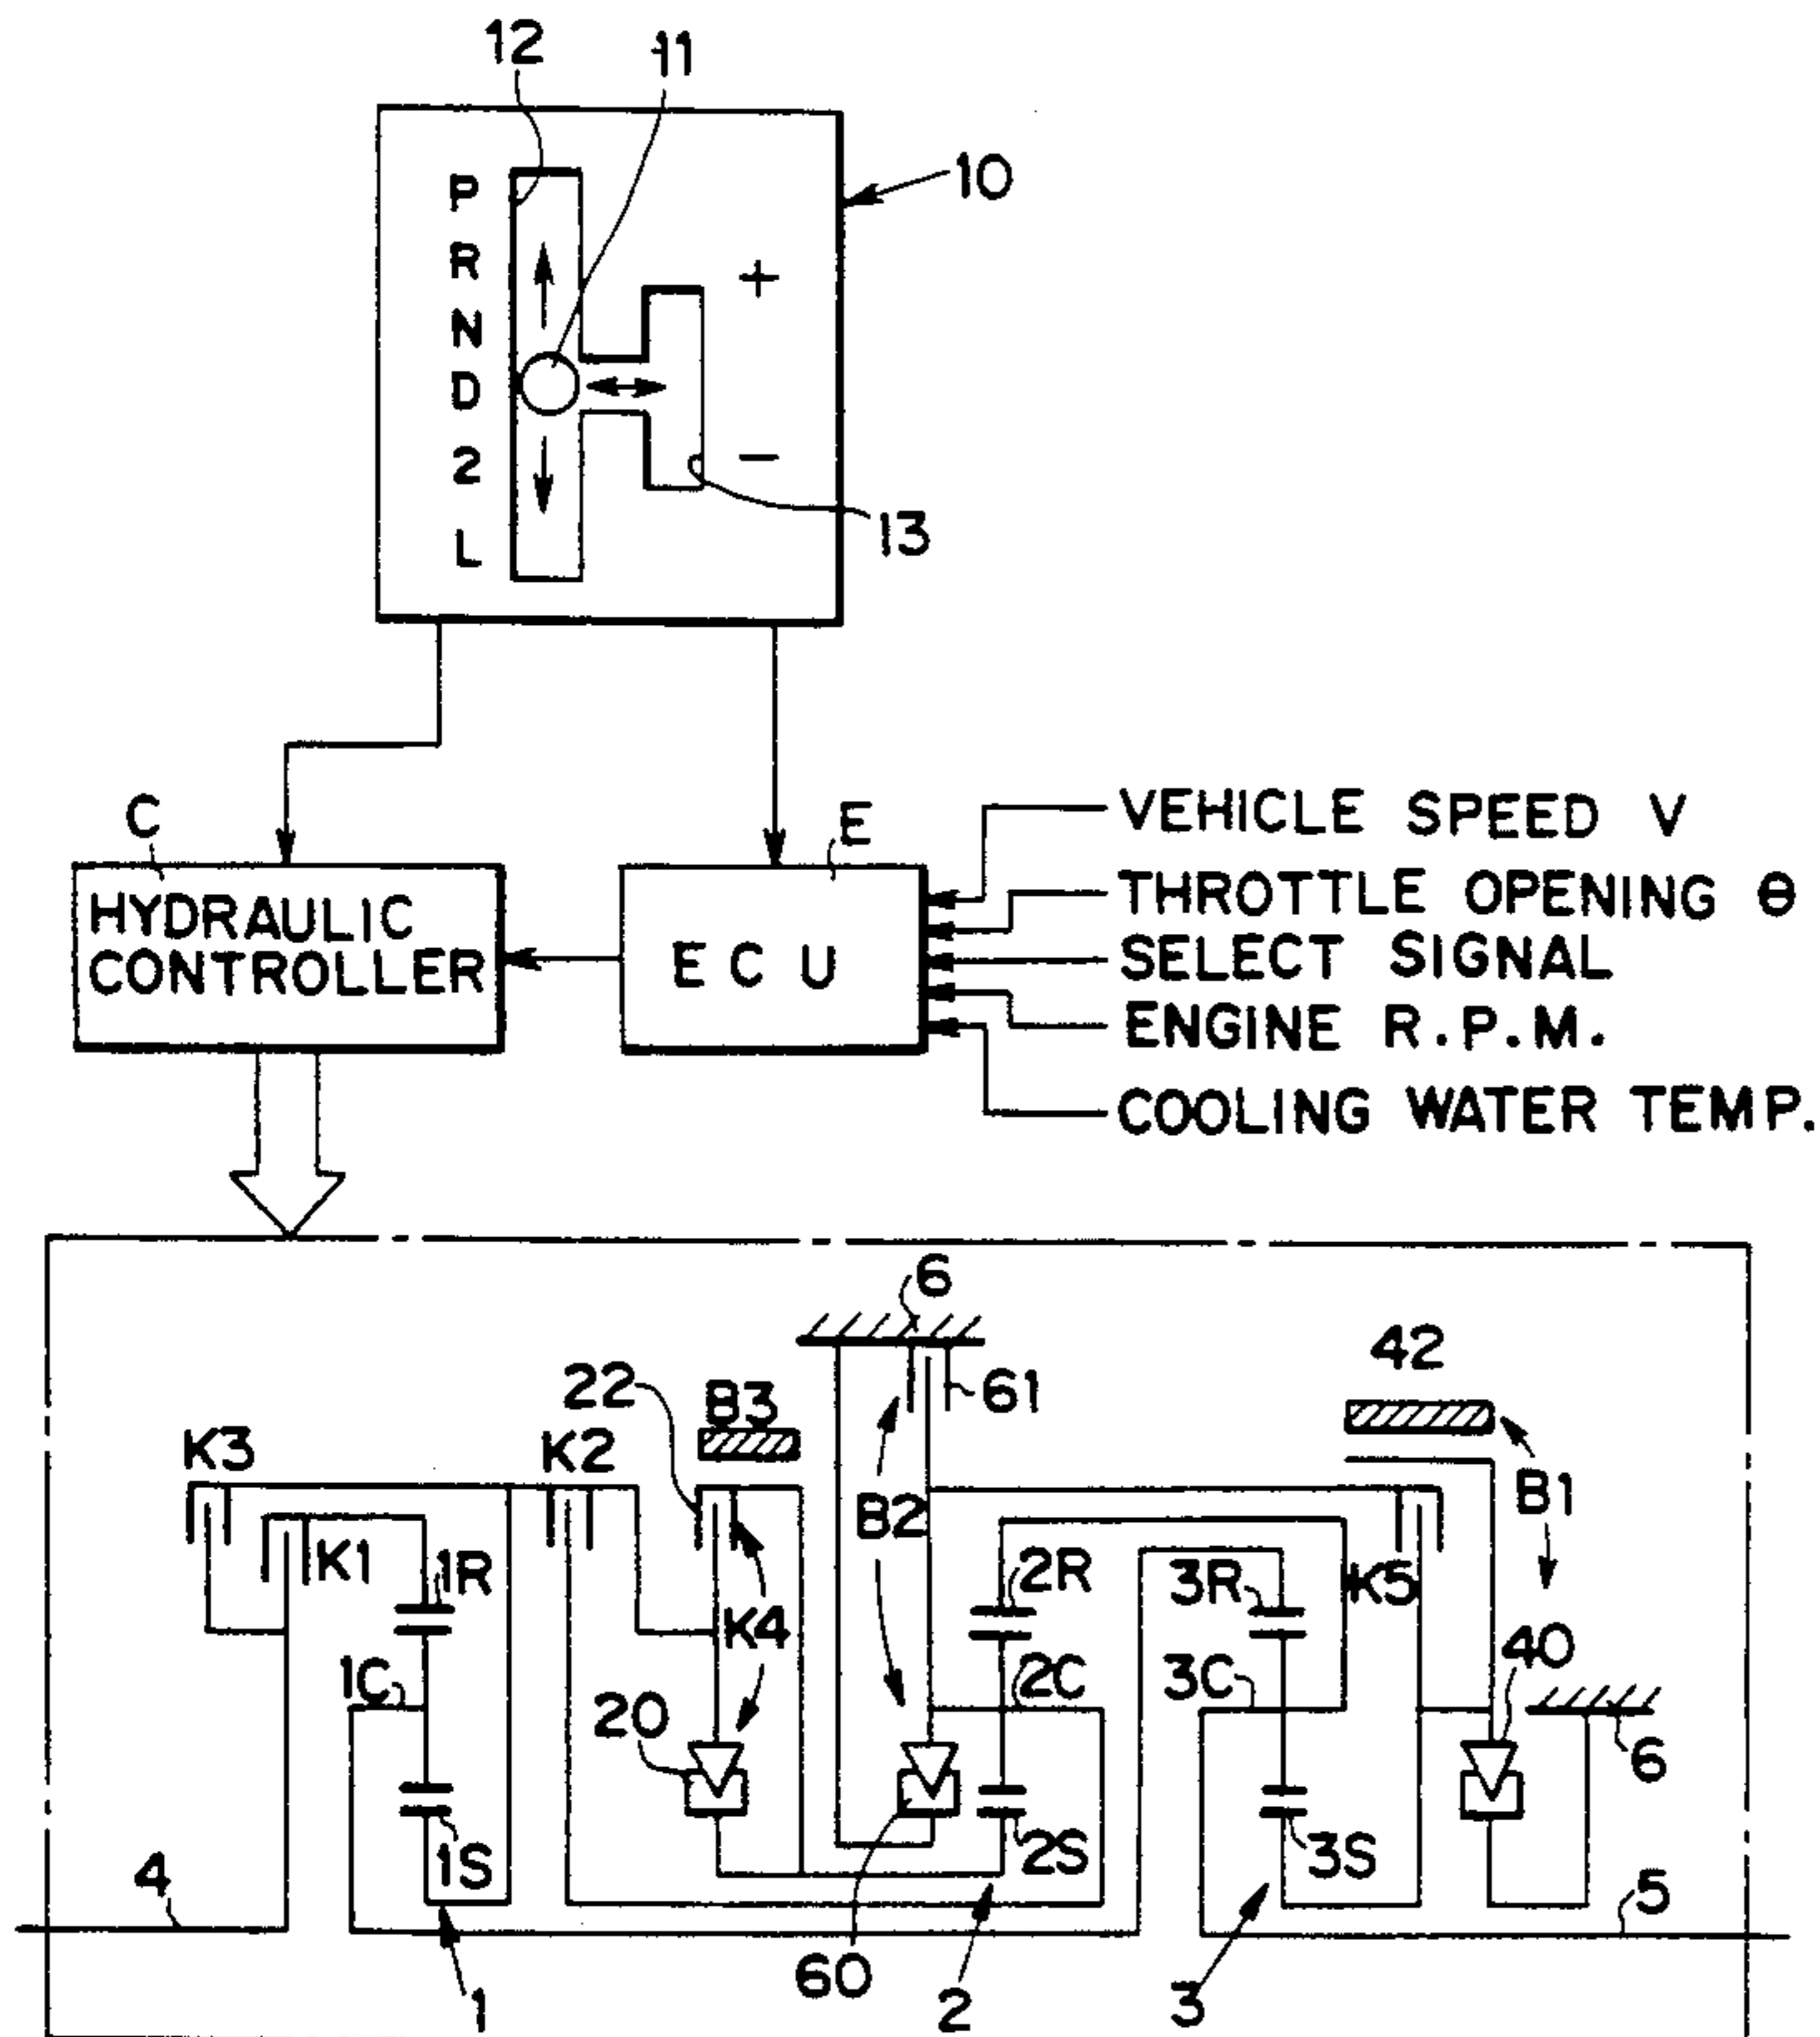 12
11
10
P
R
N
D
2
L
+
−
13
C
E
HYDRAULIC
CONTROLLER
ECU
VEHICLE SPEED V
THROTTLE OPENING θ
SELECT SIGNAL
ENGINE R.P.M.
COOLING WATER TEMP.
6
42
22
B3
61
K3
K2
B2
B1
K1
1R
2R
3R
K5
K4
1C
2C
3C
40
20
6
1S
2S
3S
4
5
60
1
2
3